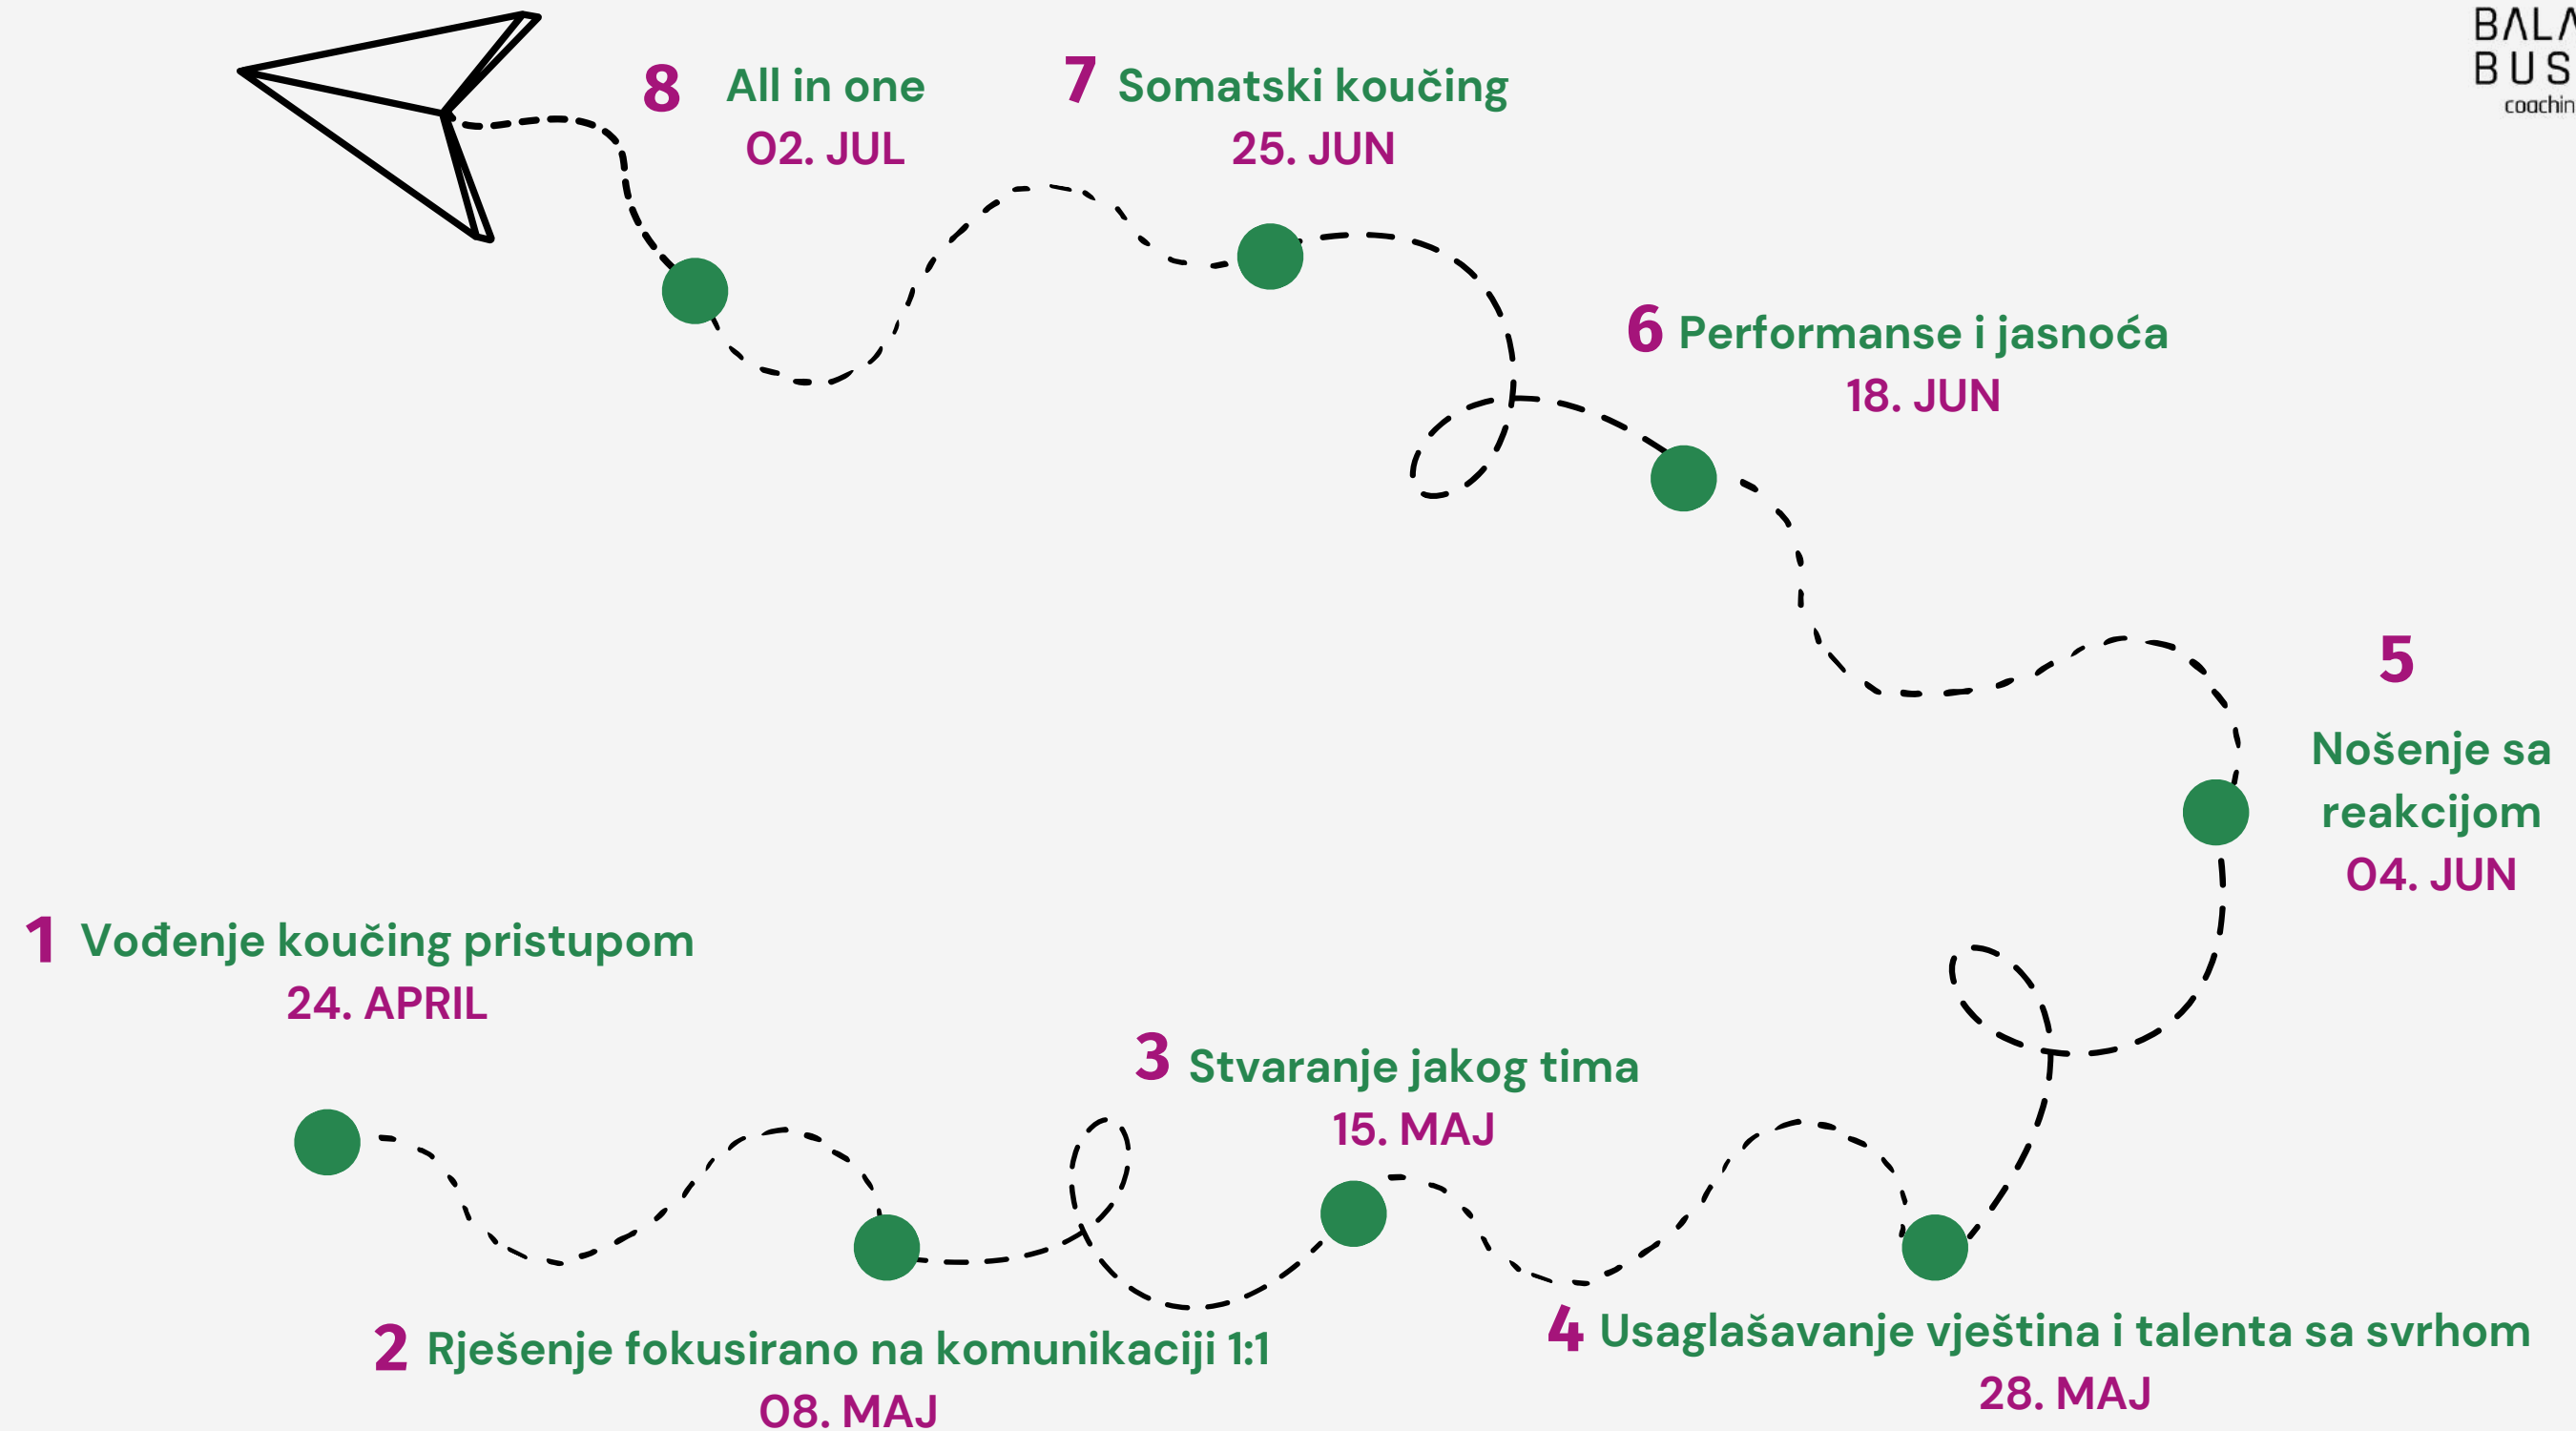 BUS
8 All in one
02. JUL
7 Somatski koučing
25. JUN
6 Performanse i jasnoća
18. JUN
5
Nošenje sa
reakcijom
04. JUN
1 Vođenje koučing pristupom
24. APRIL
3 Stvaranje jakog tima
15. MAJ
2 Rješenje fokusirano na komunikaciji 1:1
08. MAJ
4 Usaglašavanje vještina i talenta sa svrhom
28. MAJ